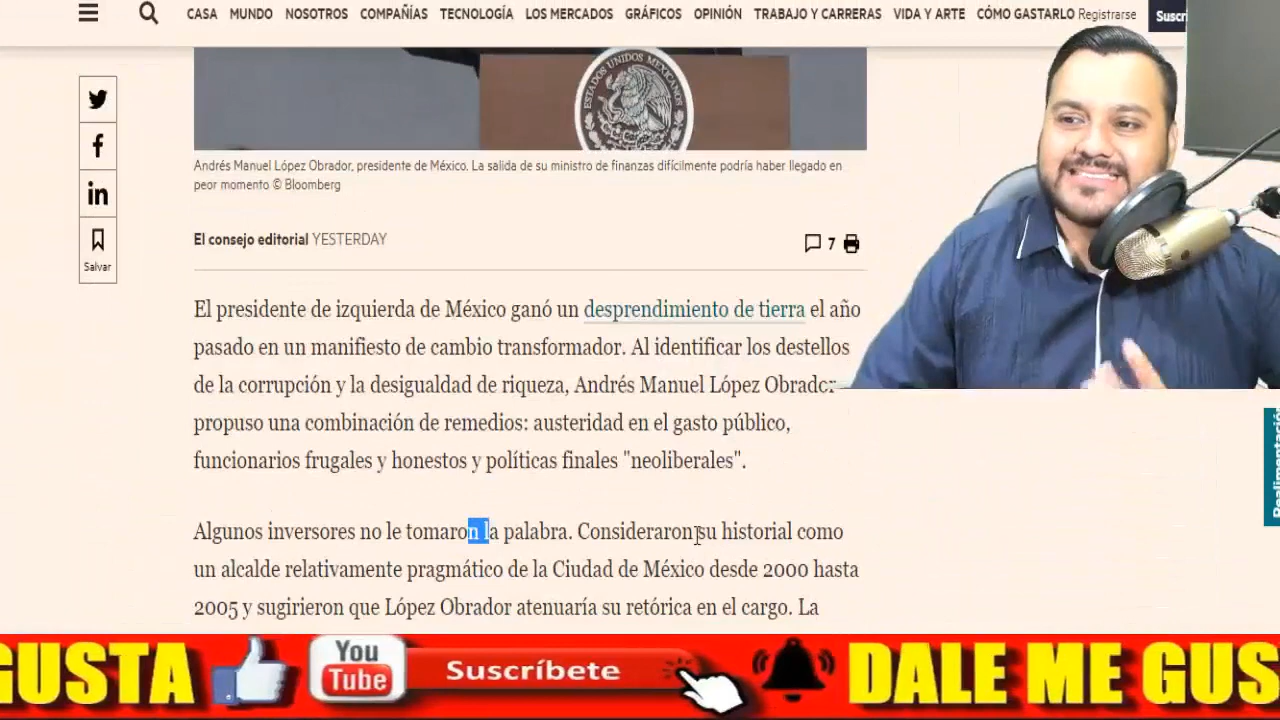 CASA MUNDO NOSOTROS COMPAÑÍAS TECNOLOGÍA LOS MERCADOS GRÁFICOS OPINIÓN TRABAJO Y CARRERAS VIDA Y ARTE CÓMO GASTARLO Registrarse Suscri
ESTADOS UNIDOS MEXICANOS
Andrés Manuel López Obrador, presidente de México. La salida de su ministro de finanzas difícilmente podría haber llegado en
peor momento © Bloomberg
El consejo editorial YESTERDAY
7
in
Salvar
El presidente de izquierda de México ganó un desprendimiento de tierra el año
pasado en un manifiesto de cambio transformador. Al identificar los destellos
de la corrupción y la desigualdad de riqueza, Andrés Manuel López Obrador
propuso una combinación de remedios: austeridad en el gasto público,
funcionarios frugales y honestos y políticas finales "neoliberales".
Realimentació
Algunos inversores no le tomaron la palabra. Consideraron su historial como
un alcalde relativamente pragmático de la Ciudad de México desde 2000 hasta
2005 y sugirieron que López Obrador atenuaría su retórica en el cargo. La
GUSTA You Tube Suscríbete DALE ME GUS